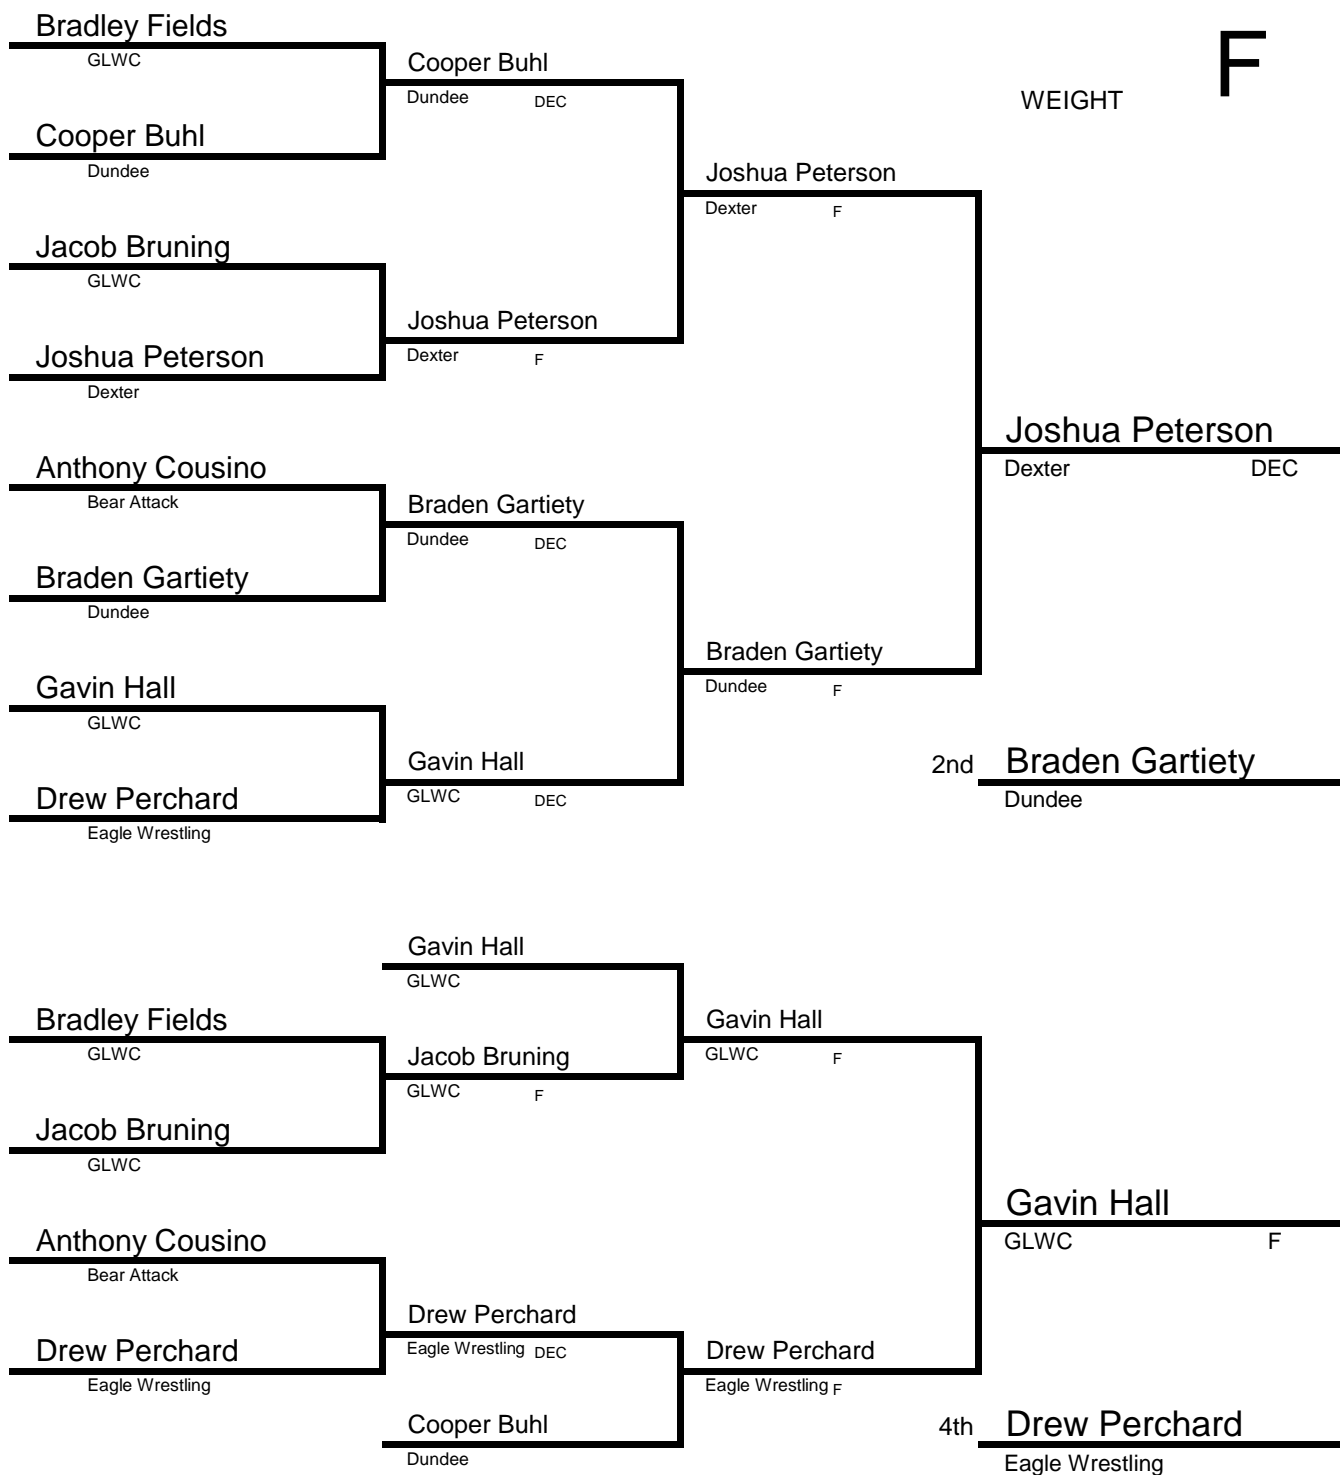 Bradley Fields
GLWC
Cooper Buhl
Dundee DEC
WEIGHT F
Cooper Buhl
Dundee
Joshua Peterson
Dexter F
Jacob Bruning
GLWC
Joshua Peterson
Dexter F
Joshua Peterson
Dexter
Joshua Peterson
Dexter DEC
Anthony Cousino
Bear Attack
Braden Gartiety
Dundee DEC
Braden Gartiety
Dundee
Braden Gartiety
Dundee F
Gavin Hall
GLWC
Gavin Hall
GLWC DEC
2nd Braden Gartiety
Dundee
Drew Perchard
Eagle Wrestling
Gavin Hall
GLWC
Bradley Fields
GLWC
Gavin Hall
GLWC F
Jacob Bruning
GLWC F
Jacob Bruning
GLWC
Gavin Hall
GLWC F
Anthony Cousino
Bear Attack
Drew Perchard
Eagle Wrestling DEC
Drew Perchard
Eagle Wrestling
Drew Perchard
Eagle Wrestling F
Cooper Buhl
Dundee
4th Drew Perchard
Eagle Wrestling